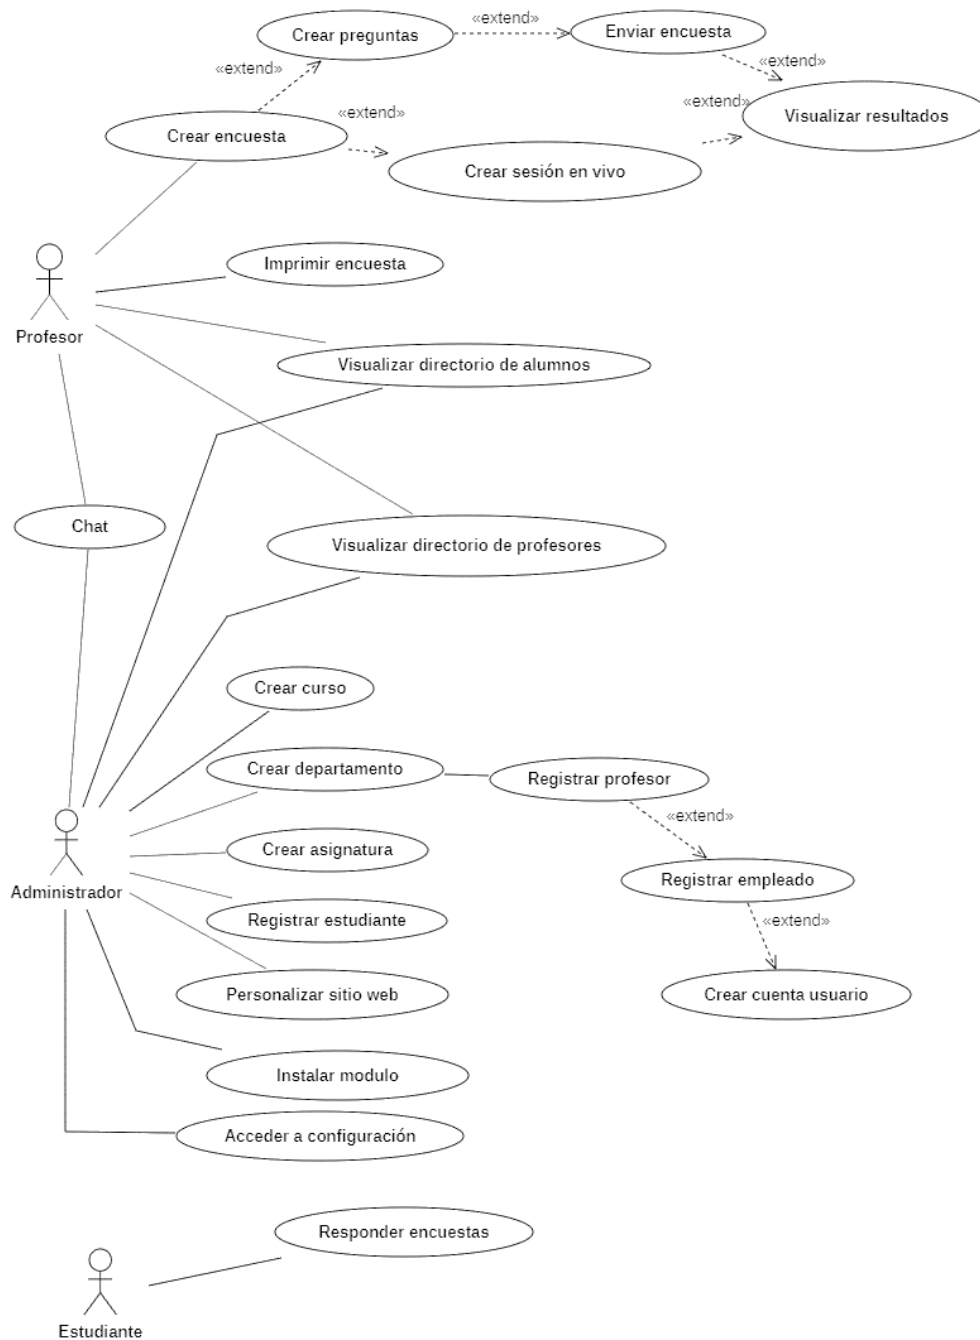 «extend»
Crear preguntas
Enviar encuesta
«extend»
«extend»
«extend»
«extend»
Visualizar resultados
Crear encuesta
Crear sesión en vivo
Imprimir encuesta
Profesor
Visualizar directorio de alumnos
Chat
Visualizar directorio de profesores
Crear curso
Crear departamento
Registrar profesor
«extend»
Crear asignatura
Registrar empleado
Administrador
Registrar estudiante
«extend»
Personalizar sitio web
Crear cuenta usuario
Instalar modulo
Acceder a configuración
Responder encuestas
Estudiante